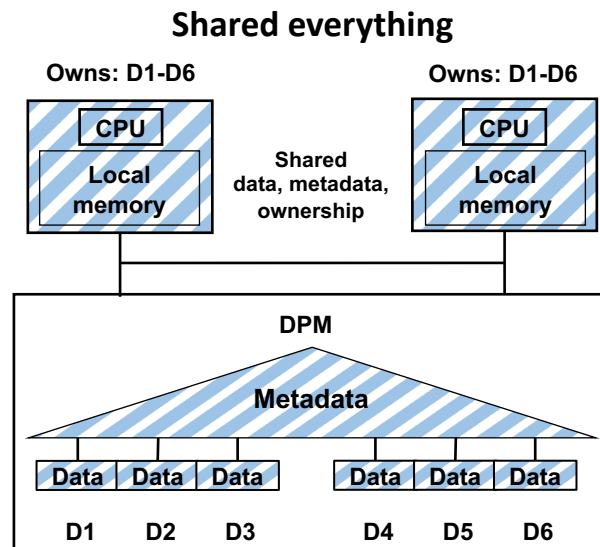 Shared everything
Owns: D1-D6
Owns: D1-D6
CPU
CPU
Local
memory
Shared
data, metadata,
ownership
Local
memory
DPM
Metadata
Data Data Data Data Data Data
D1 D2 D3 D4 D5 D6